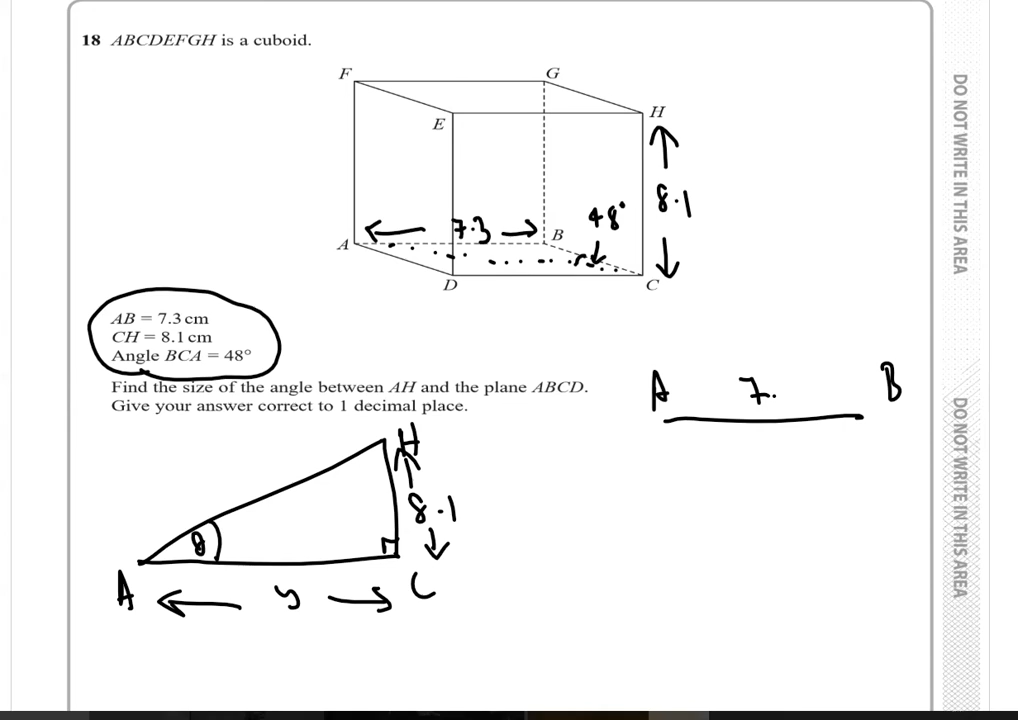 18 ABCDEFGH is a cuboid.
F
G
E
H
48°
8.1
7.3
A
B
D
C
AB = 7.3 cm
CH = 8.1 cm
Angle BCA = 48°
Find the size of the angle between AH and the plane ABCD.
Give your answer correct to 1 decimal place.
A 7. B
H
8.1
θ
A y C
DO NOT WRITE IN THIS AREA
DO NOT WRITE IN THIS AREA